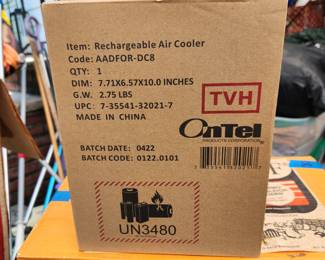 Item: Rechargeable Air Cooler
Code: AADFOR-DC8
QTY: 1
DIM: 7.71X6.57X10.0 INCHES
G.W. 2.75 LBS
UPC: 7-35541-32021-7
MADE IN CHINA
TVH
OnTel
PRODUCTS CORPORATION
BATCH DATE: 0422
BATCH CODE: 0122.0101
UN3480